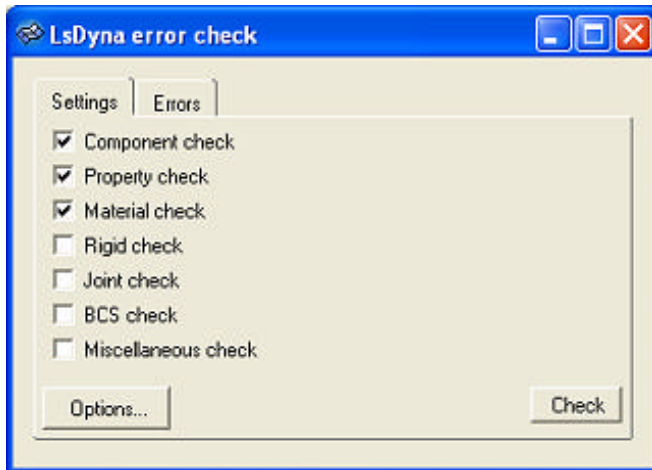 LsDyna error check
Settings Errors
Component check
Property check
Material check
Rigid check
Joint check
BCS check
Miscellaneous check
Options... Check